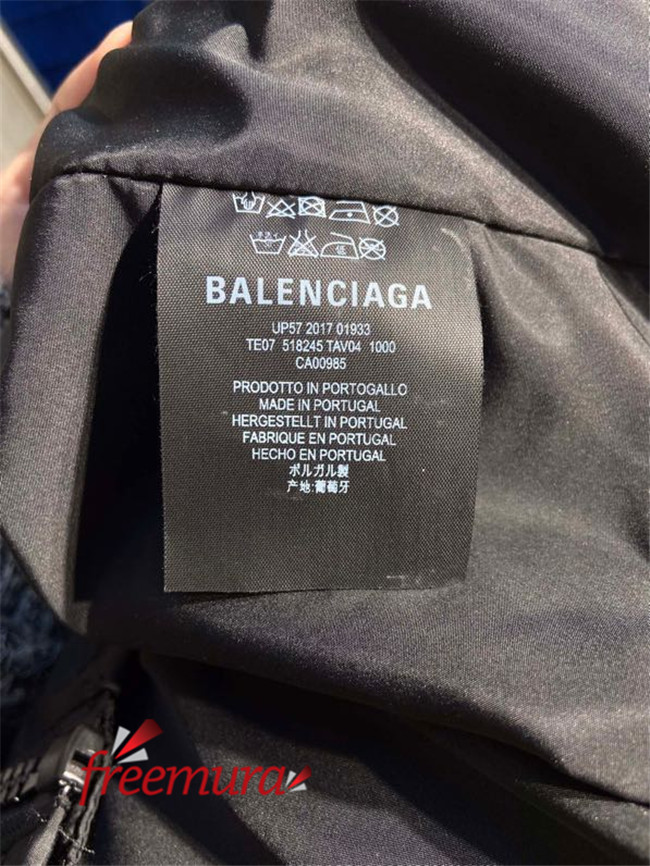 BALENCIAGA
UP57 2017 01933
TE07 518245 TAV04 1000
CA00985
PRODOTTO IN PORTOGALLO
MADE IN PORTUGAL
HERGESTELLT IN PORTUGAL
FABRIQUE EN PORTUGAL
HECHO EN PORTUGAL
ポルガル製
产地:葡萄牙
freemura